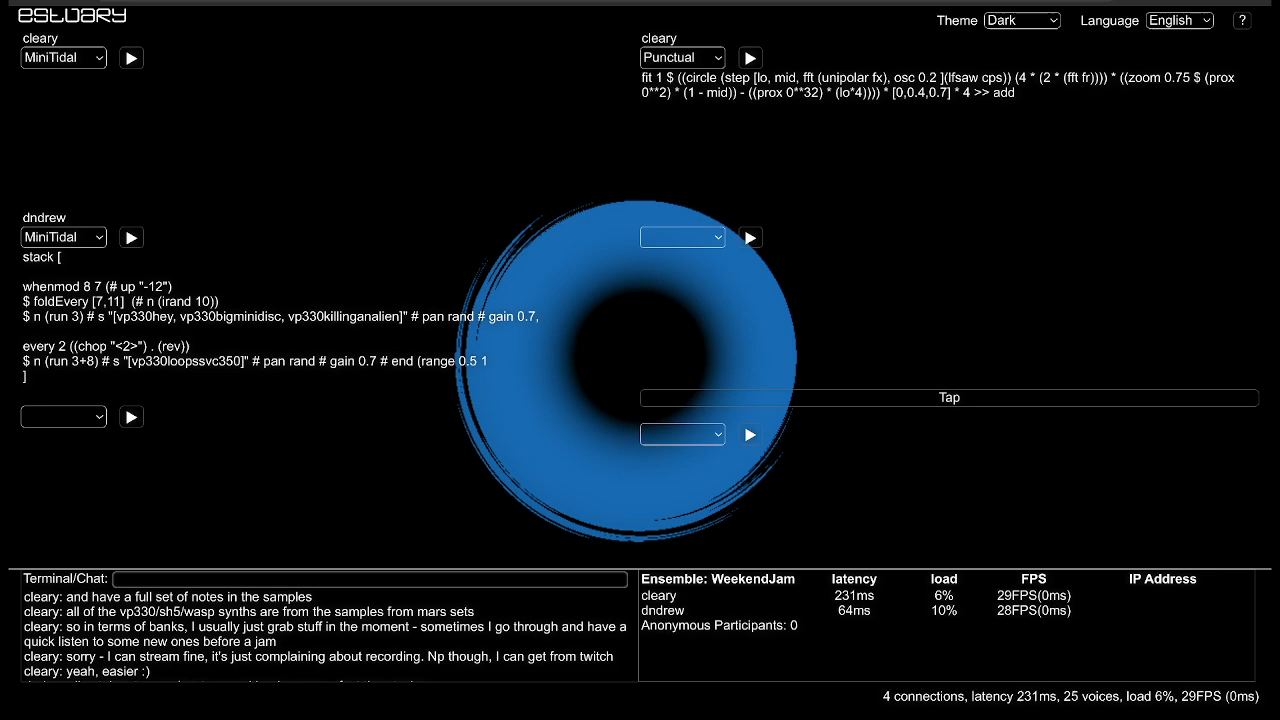 estuary
Theme Dark Language English ?
cleary
MiniTidal
cleary
Punctual
fit 1 $ ((circle (step [lo, mid, fft (unipolar fx), osc 0.2 ](lfsaw cps)) (4 * (2 * (fft fr)))) * ((zoom 0.75 $ (prox
0**2) * (1 - mid)) - ((prox 0**32) * (lo*4)))) * [0,0.4,0.7] * 4 >> add
dndrew
MiniTidal
stack [
whenmod 8 7 (# up "-12")
$ foldEvery [7,11]  (# n (irand 10))
$ n (run 3) # s "[vp330hey, vp330bigminidisc, vp330killinganalien]" # pan rand # gain 0.7,
every 2 ((chop "<2>") . (rev))
$ n (run 3+8) # s "[vp330loopssvc350]" # pan rand # gain 0.7 # end (range 0.5 1
]
Tap
Terminal/Chat:
cleary: and have a full set of notes in the samples
cleary: all of the vp330/sh5/wasp synths are from the samples from mars sets
cleary: so in terms of banks, I usually just grab stuff in the moment - sometimes I go through and have a
quick listen to some new ones before a jam
cleary: sorry - I can stream fine, it's just complaining about recording. Np though, I can get from twitch
cleary: yeah, easier :)
Ensemble: WeekendJam latency load FPS IP Address
cleary 231ms 6% 29FPS(0ms)
dndrew 64ms 10% 28FPS(0ms)
Anonymous Participants: 0
4 connections, latency 231ms, 25 voices, load 6%, 29FPS (0ms)